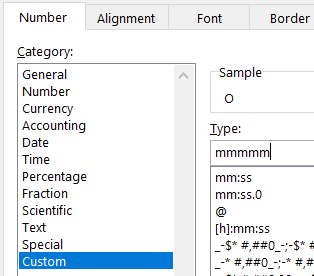 Number Alignment Font Border
Category:
General
Number
Currency
Accounting
Date
Time
Percentage
Fraction
Scientific
Text
Special
Custom
Sample
O
Type:
mmmmm
mm:ss
mm:ss.0
@
[h]:mm:ss
_-$* #,##0_-;-$* #
_-* #,##0_-;-* #,##